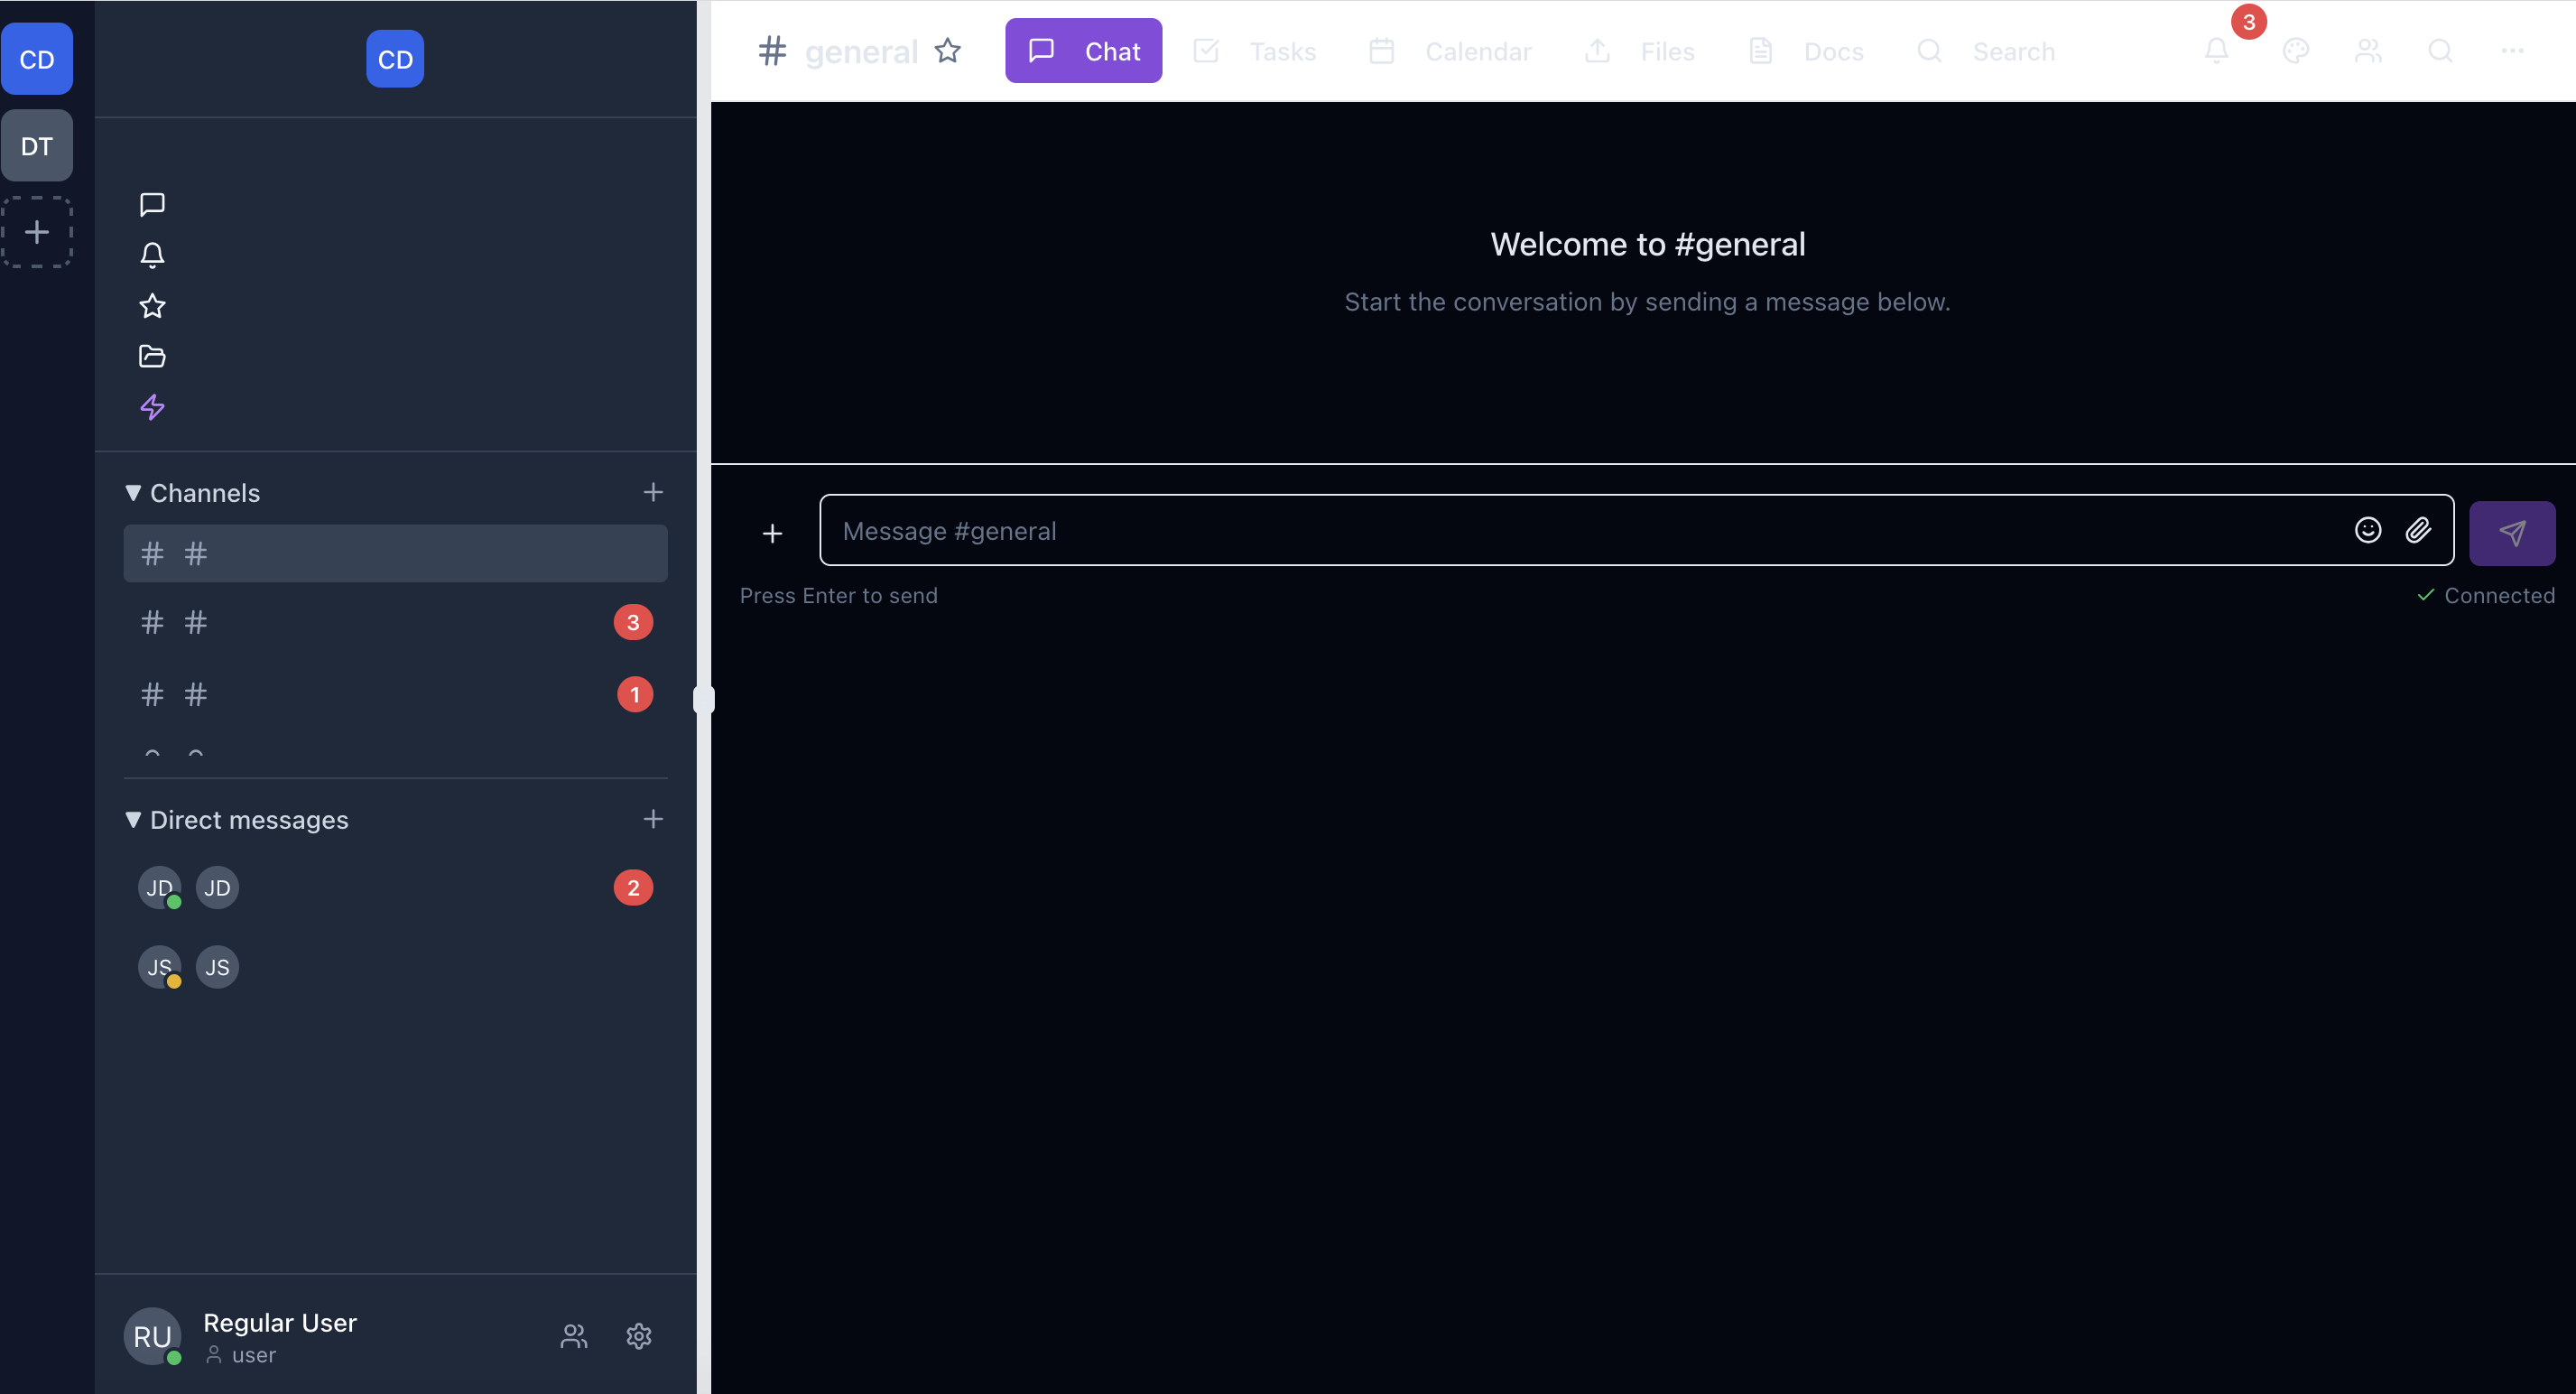 CD
DT
CD
Channels
# #
# #
3
# #
1
Direct messages
JD JD
2
JS JS
RU
Regular User
user
# general
Chat
Tasks
Calendar
Files
Docs
Search
3
Welcome to #general
Start the conversation by sending a message below.
Message #general
Press Enter to send
Connected